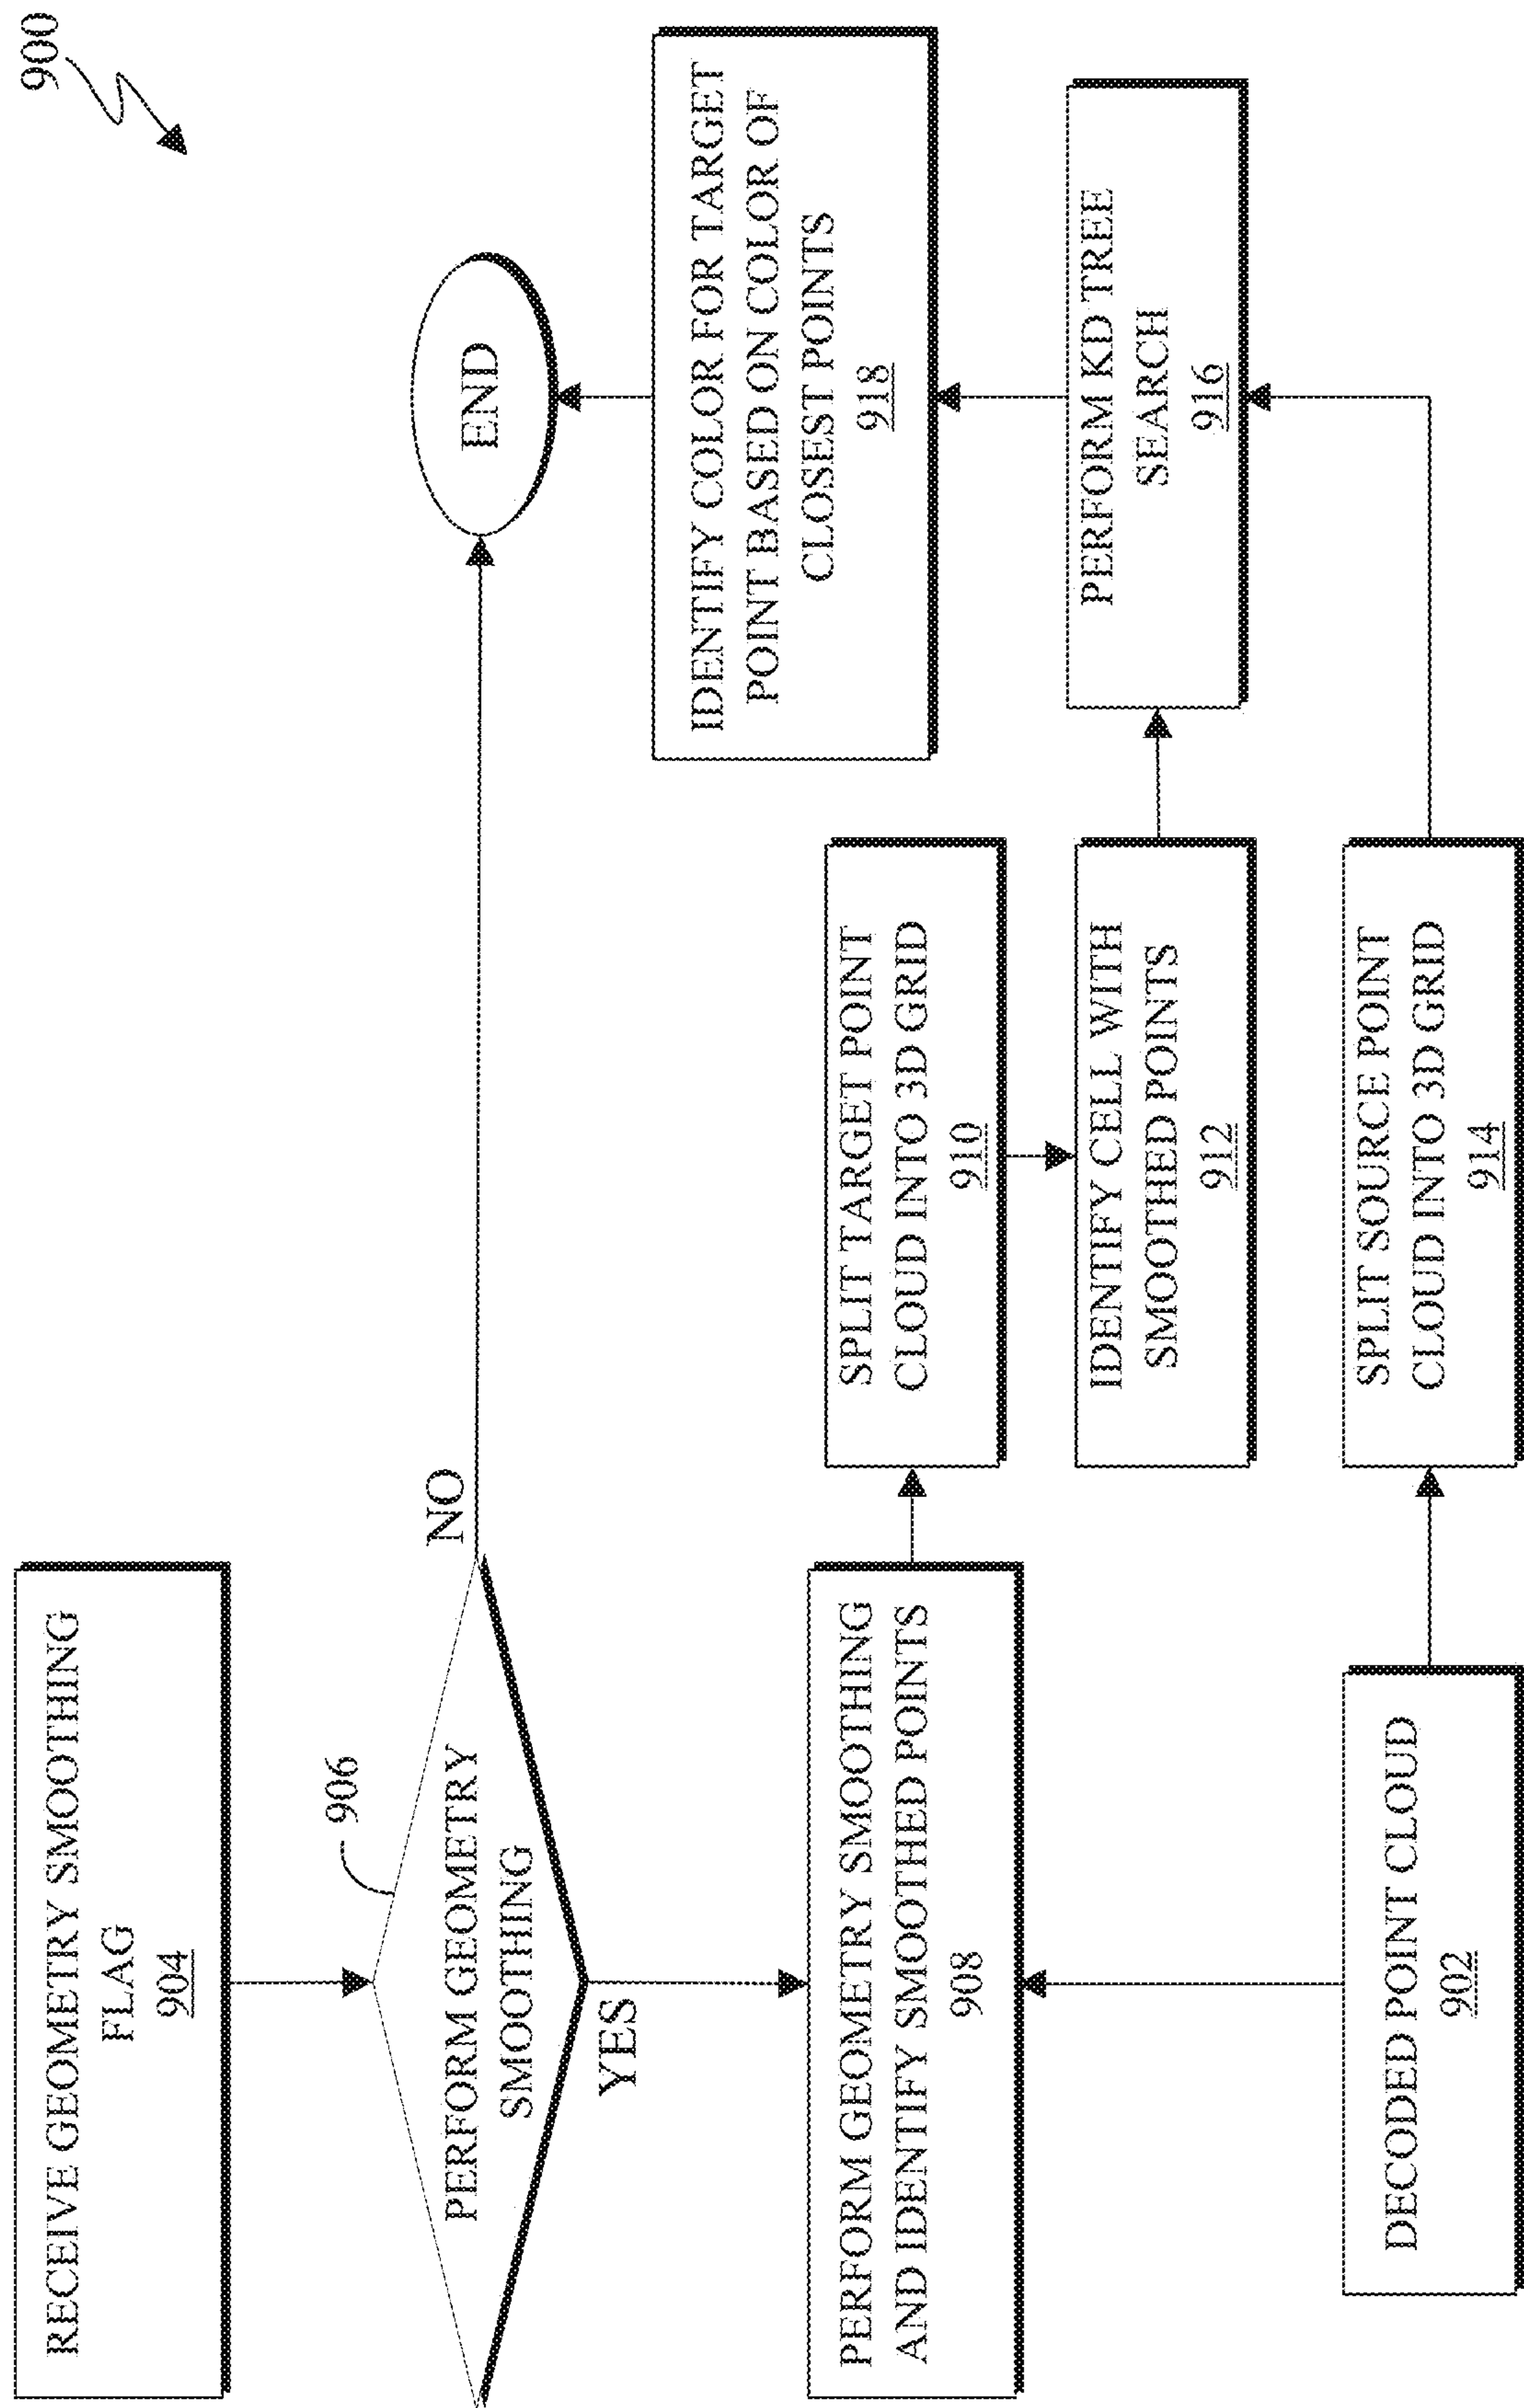 900
RECEIVE GEOMETRY SMOOTHING
FLAG
904
906
PERFORM GEOMETRY
SMOOTHING
NO
YES
END
PERFORM GEOMETRY SMOOTHING
AND IDENTIFY SMOOTHED POINTS
908
DECODED POINT CLOUD
902
SPLIT TARGET POINT
CLOUD INTO 3D GRID
910
IDENTIFY CELL WITH
SMOOTHED POINTS
912
SPLIT SOURCE POINT
CLOUD INTO 3D GRID
914
PERFORM KD TREE
SEARCH
916
IDENTIFY COLOR FOR TARGET
POINT BASED ON COLOR OF
CLOSEST POINTS
918